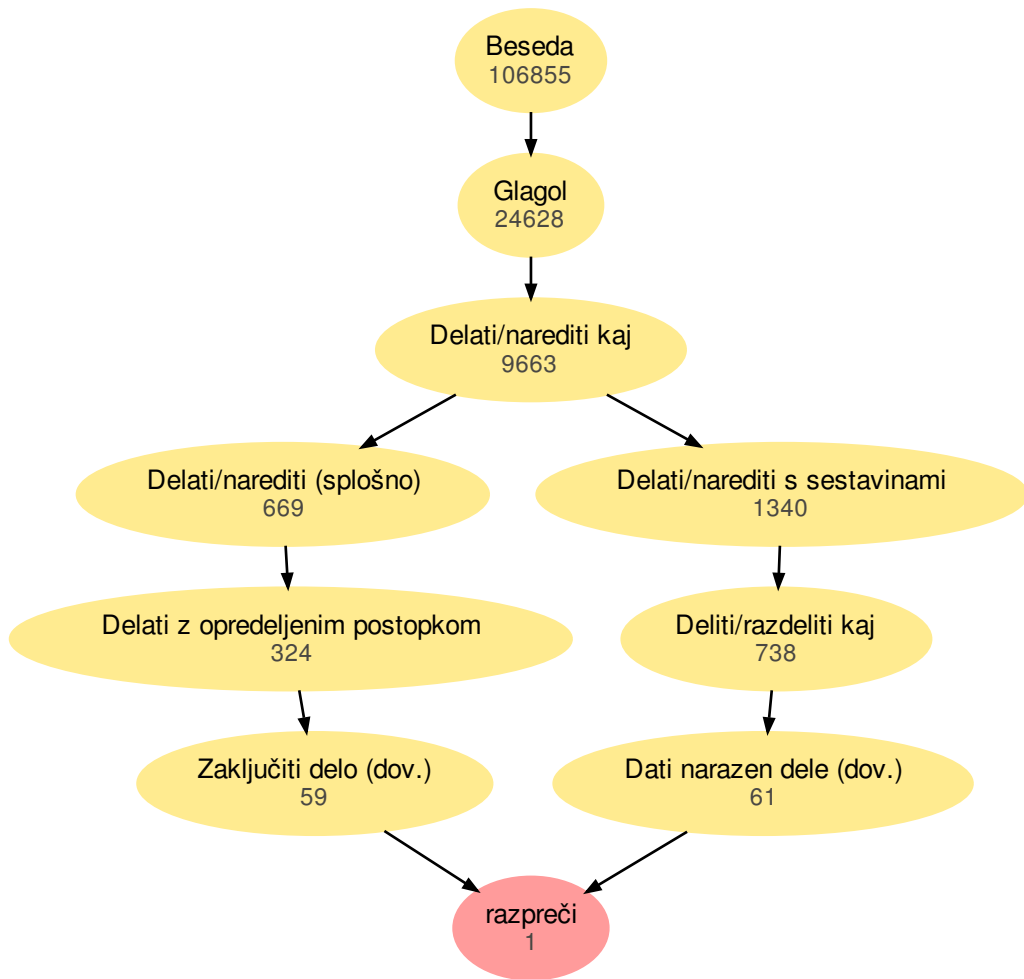 Beseda
106855
Glagol
24628
Delati/narediti kaj
9663
Delati/narediti (splošno)
669
Delati/narediti s sestavinami
1340
Delati z opredeljenim postopkom
324
Deliti/razdeliti kaj
738
Zaključiti delo (dov.)
59
Dati narazen dele (dov.)
61
razpreči
1